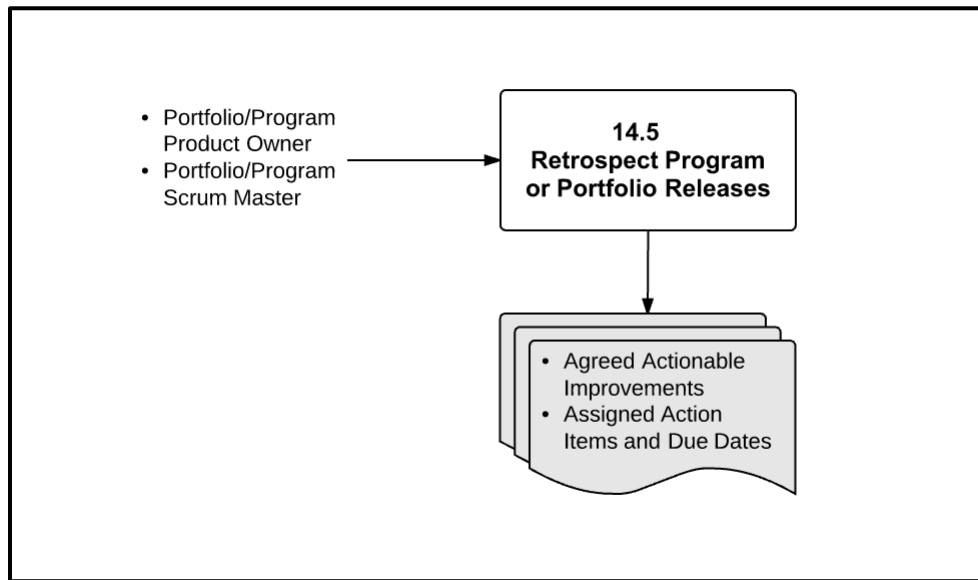 • Portfolio/Program
Product Owner
• Portfolio/Program
Scrum Master
14.5
Retrospect Program
or Portfolio Releases
• Agreed Actionable
Improvements
• Assigned Action
Items and Due Dates